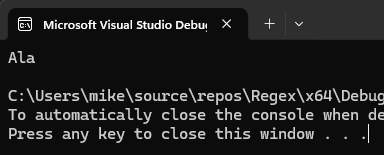 Microsoft Visual Studio Debu
Ala
C:\Users\mike\source\repos\Regex\x64\Debug
To automatically close the console when de
Press any key to close this window . . .